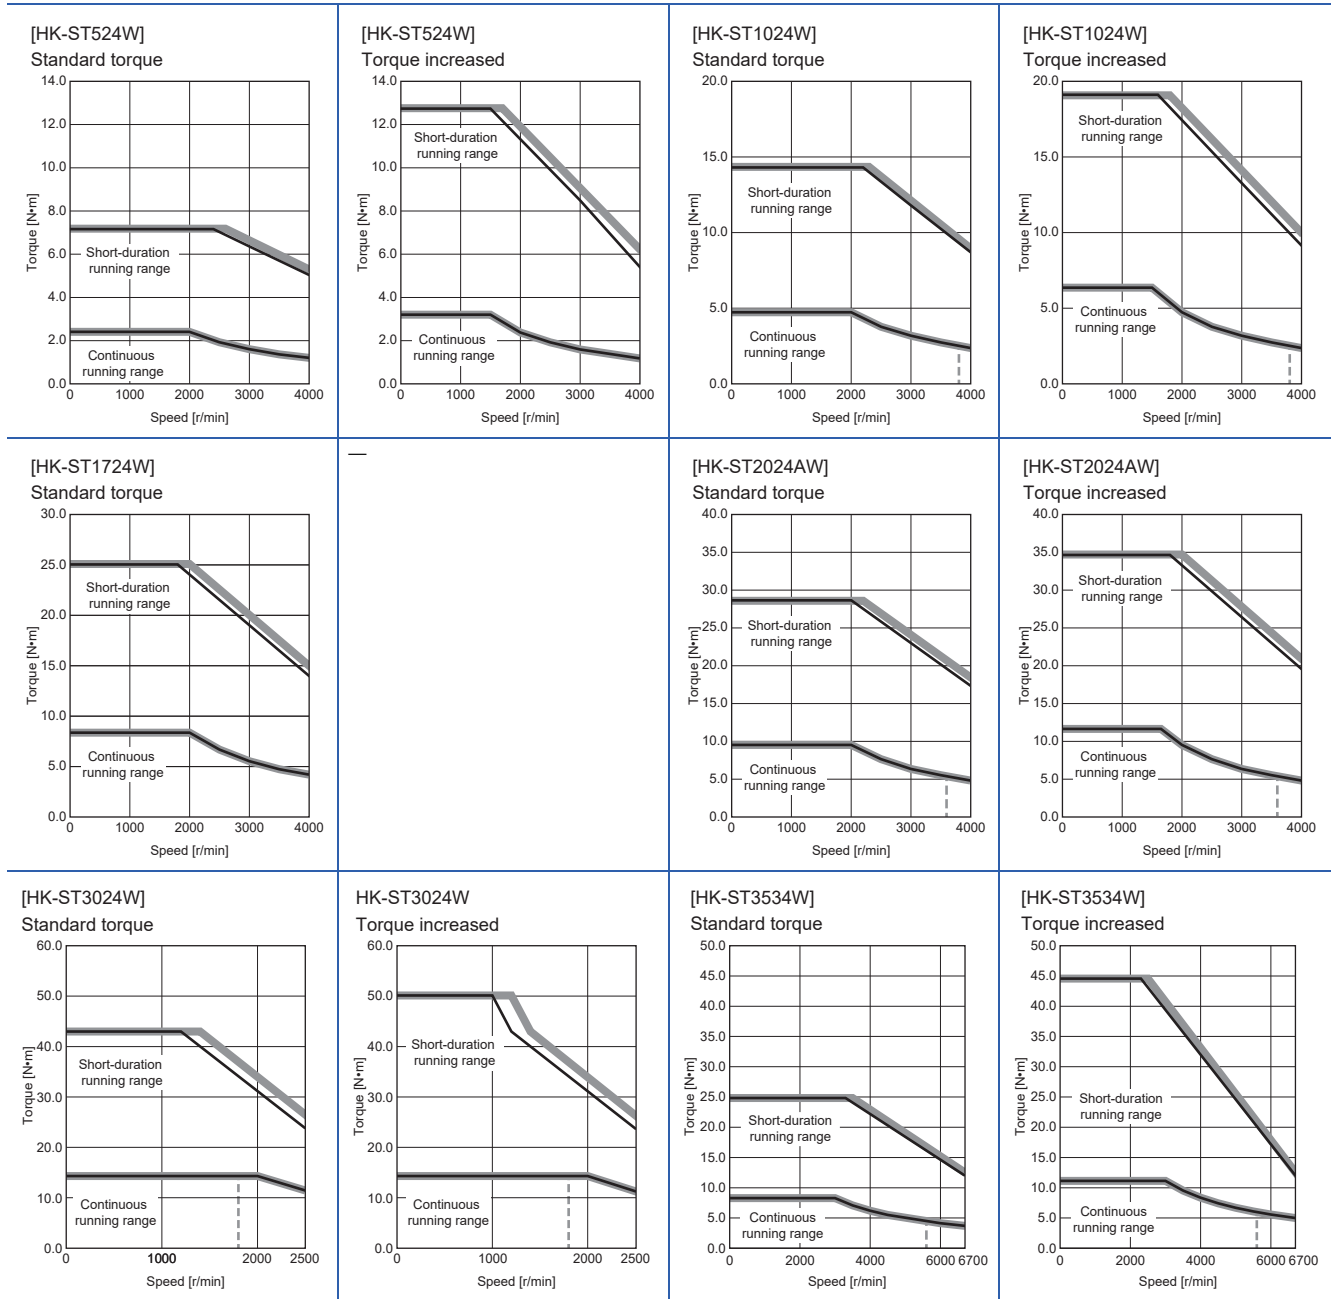 [HK-ST524W]
Standard torque
14.0
12.0
10.0
8.0
6.0
4.0
2.0
0.0
Torque [N•m]
Short-duration
running range
Continuous
running range
0 1000 2000 3000 4000
Speed [r/min]
[HK-ST524W]
Torque increased
14.0
12.0
10.0
8.0
6.0
4.0
2.0
0.0
Torque [N•m]
Short-duration
running range
Continuous
running range
0 1000 2000 3000 4000
Speed [r/min]
[HK-ST1024W]
Standard torque
20.0
15.0
10.0
5.0
0.0
Torque [N•m]
Short-duration
running range
Continuous
running range
0 1000 2000 3000 4000
Speed [r/min]
[HK-ST1024W]
Torque increased
20.0
15.0
10.0
5.0
0.0
Torque [N•m]
Short-duration
running range
Continuous
running range
0 1000 2000 3000 4000
Speed [r/min]
[HK-ST1724W]
Standard torque
30.0
25.0
20.0
15.0
10.0
5.0
0.0
Torque [N•m]
Short-duration
running range
Continuous
running range
0 1000 2000 3000 4000
Speed [r/min]
—
[HK-ST2024AW]
Standard torque
40.0
35.0
30.0
25.0
20.0
15.0
10.0
5.0
0.0
Torque [N•m]
Short-duration
running range
Continuous
running range
0 1000 2000 3000 4000
Speed [r/min]
[HK-ST2024AW]
Torque increased
40.0
35.0
30.0
25.0
20.0
15.0
10.0
5.0
0.0
Torque [N•m]
Short-duration
running range
Continuous
running range
0 1000 2000 3000 4000
Speed [r/min]
[HK-ST3024W]
Standard torque
60.0
50.0
40.0
30.0
20.0
10.0
0.0
Torque [N•m]
Short-duration
running range
Continuous
running range
0 1000 2000 2500
Speed [r/min]
HK-ST3024W
Torque increased
60.0
50.0
40.0
30.0
20.0
10.0
0.0
Torque [N•m]
Short-duration
running range
Continuous
running range
0 1000 2000 2500
Speed [r/min]
[HK-ST3534W]
Standard torque
50.0
45.0
40.0
35.0
30.0
25.0
20.0
15.0
10.0
5.0
0.0
Torque [N•m]
Short-duration
running range
Continuous
running range
0 2000 4000 6000 6700
Speed [r/min]
[HK-ST3534W]
Torque increased
50.0
45.0
40.0
35.0
30.0
25.0
20.0
15.0
10.0
5.0
0.0
Torque [N•m]
Short-duration
running range
Continuous
running range
0 2000 4000 6000 6700
Speed [r/min]